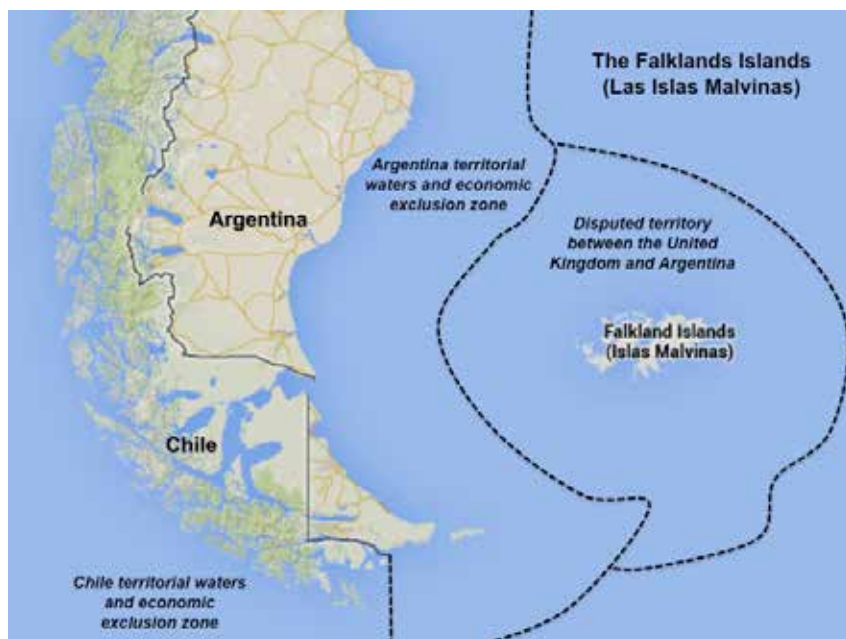 The Falklands Islands
(Las Islas Malvinas)
Argentina territorial
waters and economic
exclusion zone
Argentina
Disputed territory
between the United
Kingdom and Argentina
Falkland Islands
(Islas Malvinas)
Chile
Chile territorial waters
and economic
exclusion zone